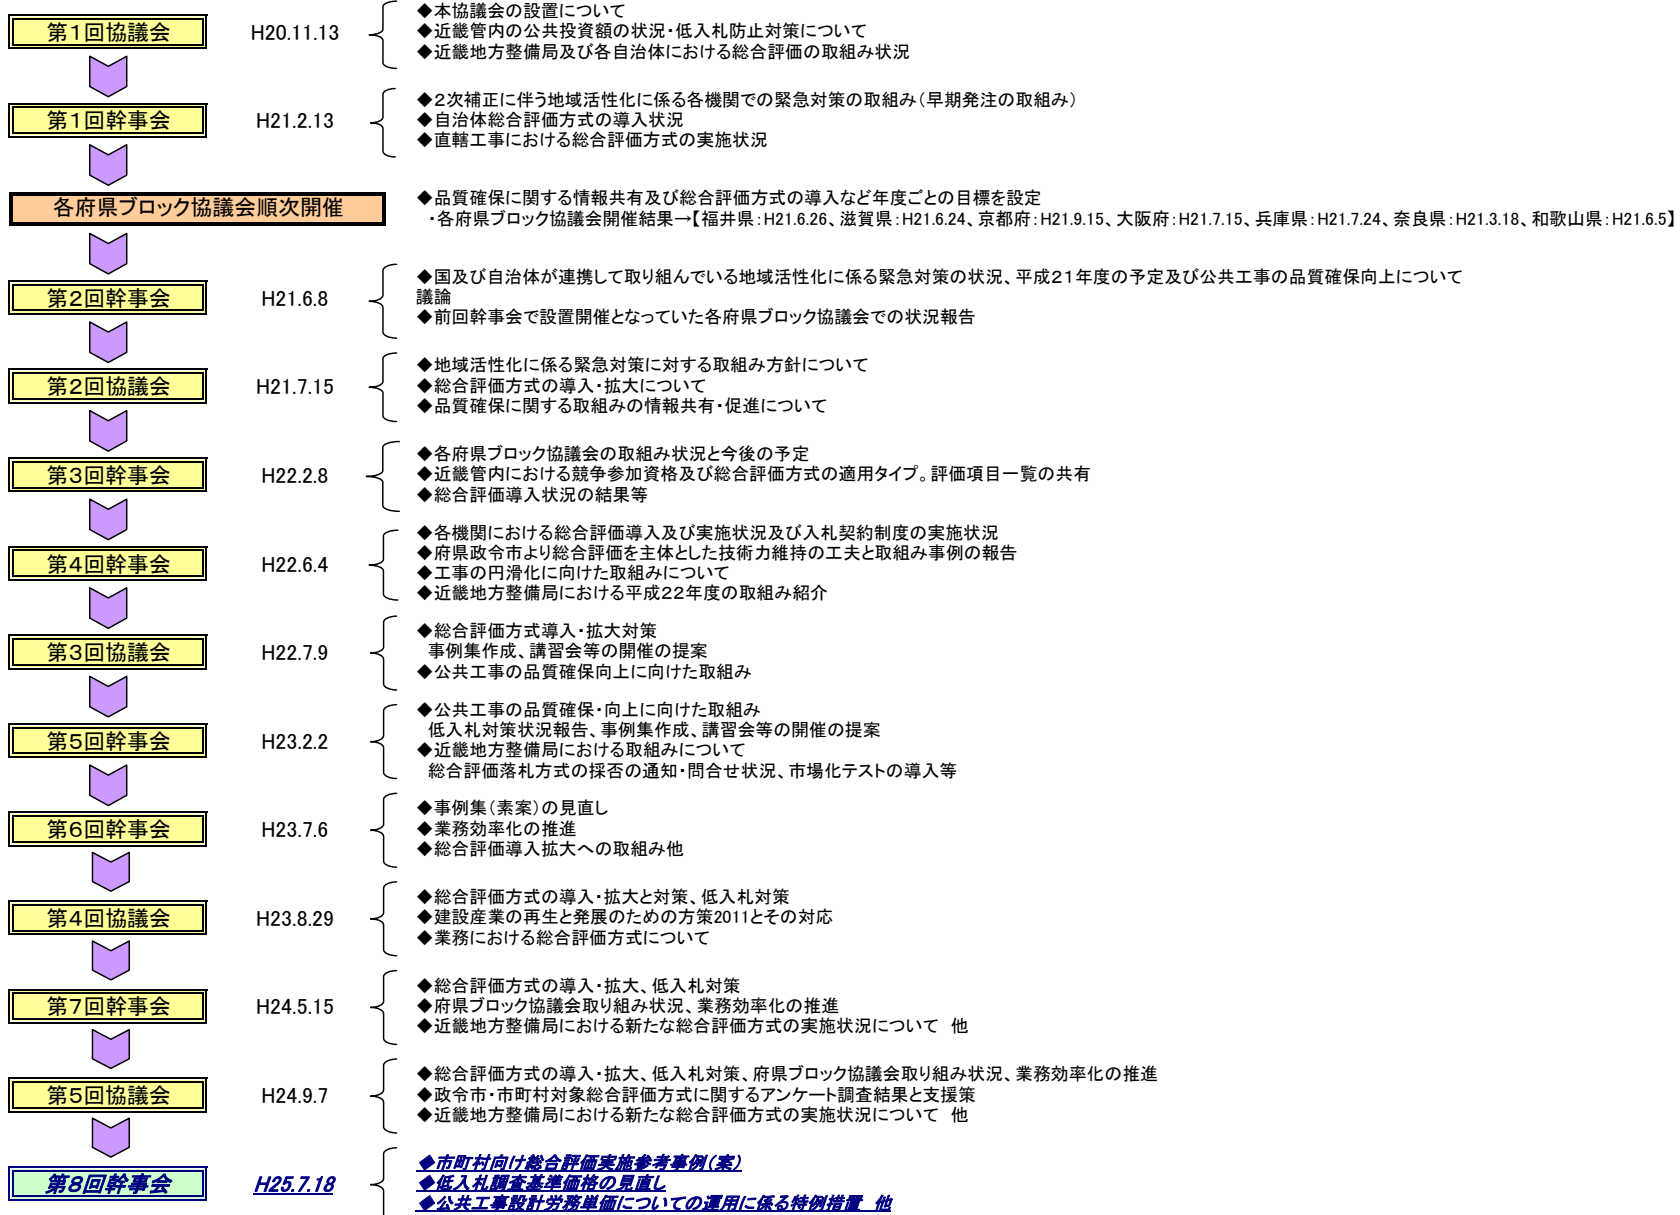 第1回協議会
H20.11.13
◆本協議会の設置について
◆近畿管内の公共投資額の状況・低入札防止対策について
◆近畿地方整備局及び各自治体における総合評価の取組み状況
第1回幹事会
H21.2.13
◆２次補正に伴う地域活性化に係る各機関での緊急対策の取組み（早期発注の取組み）
◆自治体総合評価方式の導入状況
◆直轄工事における総合評価方式の実施状況
各府県ブロック協議会順次開催
◆品質確保に関する情報共有及び総合評価方式の導入など年度ごとの目標を設定
・各府県ブロック協議会開催結果→【福井県：H21.6.26、滋賀県：H21.6.24、京都府：H21.9.15、大阪府：H21.7.15、兵庫県：H21.7.24、奈良県：H21.3.18、和歌山県：H21.6.5】
第2回幹事会
H21.6.8
◆国及び自治体が連携して取り組んでいる地域活性化に係る緊急対策の状況、平成２１年度の予定及び公共工事の品質確保向上について
議論
◆前回幹事会で設置開催となっていた各府県ブロック協議会での状況報告
第2回協議会
H21.7.15
◆地域活性化に係る緊急対策に対する取組み方針について
◆総合評価方式の導入・拡大について
◆品質確保に関する取組みの情報共有・促進について
第3回幹事会
H22.2.8
◆各府県ブロック協議会の取組み状況と今後の予定
◆近畿管内における競争参加資格及び総合評価方式の適用タイプ。評価項目一覧の共有
◆総合評価導入状況の結果等
第4回幹事会
H22.6.4
◆各機関における総合評価導入及び実施状況及び入札契約制度の実施状況
◆府県政令市より総合評価を主体とした技術力維持の工夫と取組み事例の報告
◆工事の円滑化に向けた取組みについて
◆近畿地方整備局における平成２２年度の取組み紹介
第3回協議会
H22.7.9
◆総合評価方式導入・拡大対策
事例集作成、講習会等の開催の提案
◆公共工事の品質確保向上に向けた取組み
第5回幹事会
H23.2.2
◆公共工事の品質確保・向上に向けた取組み
低入札対策状況報告、事例集作成、講習会等の開催の提案
◆近畿地方整備局における取組みについて
総合評価落札方式の採否の通知・問合せ状況、市場化テストの導入等
第6回幹事会
H23.7.6
◆事例集（素案）の見直し
◆業務効率化の推進
◆総合評価導入拡大への取組み他
第4回協議会
H23.8.29
◆総合評価方式の導入・拡大と対策、低入札対策
◆建設産業の再生と発展のための方策2011とその対応
◆業務における総合評価方式について
第7回幹事会
H24.5.15
◆総合評価方式の導入・拡大、低入札対策
◆府県ブロック協議会取り組み状況、業務効率化の推進
◆近畿地方整備局における新たな総合評価方式の実施状況について　他
第5回協議会
H24.9.7
◆総合評価方式の導入・拡大、低入札対策、府県ブロック協議会取り組み状況、業務効率化の推進
◆政令市・市町村対象総合評価方式に関するアンケート調査結果と支援策
◆近畿地方整備局における新たな総合評価方式の実施状況について　他
第8回幹事会
H25.7.18
◆市町村向け総合評価実施参考事例（案）
◆低入札調査基準価格の見直し
◆公共工事設計労務単価についての運用に係る特例措置　他